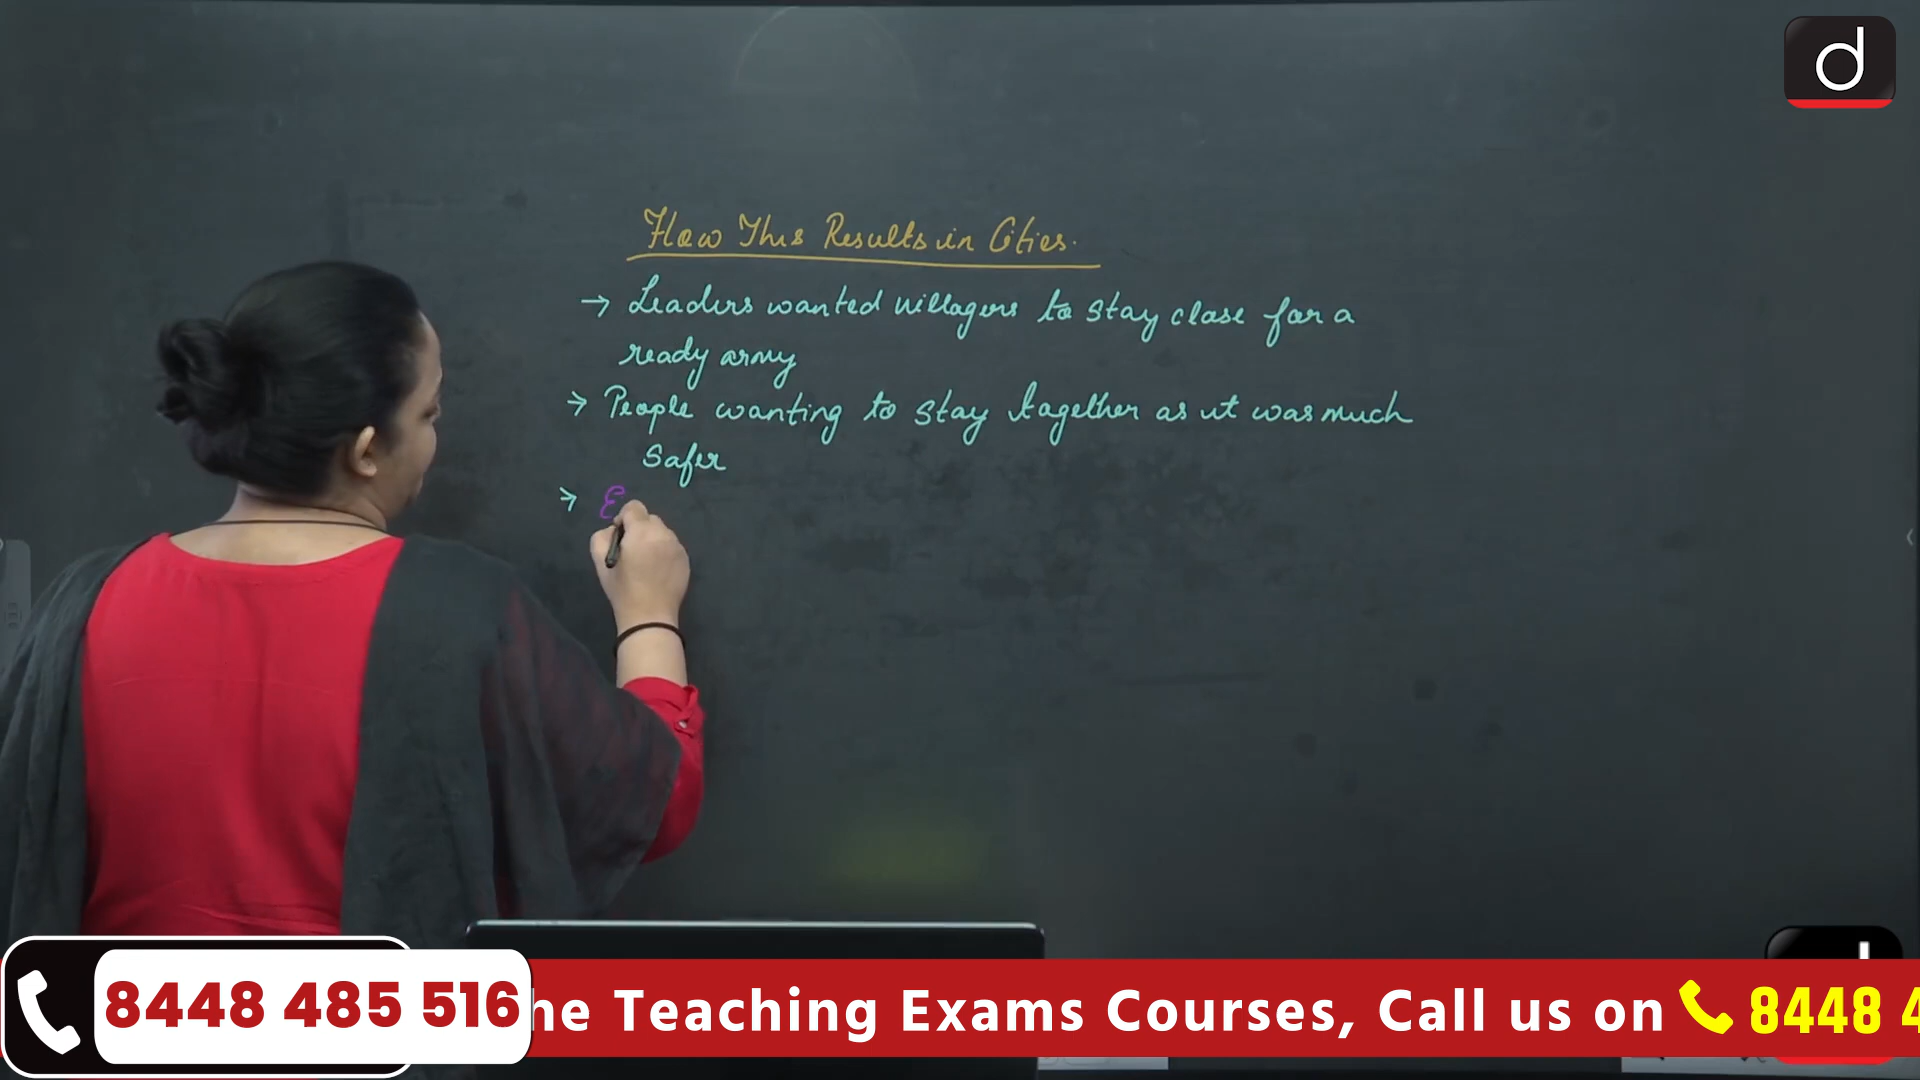 d
How This Results in Cities.
→ Leaders wanted villagers to stay close for a
ready army
→ People wanting to stay together as it was much
safer
→ E
8448 485 516
he Teaching Exams Courses, Call us on 8448 4